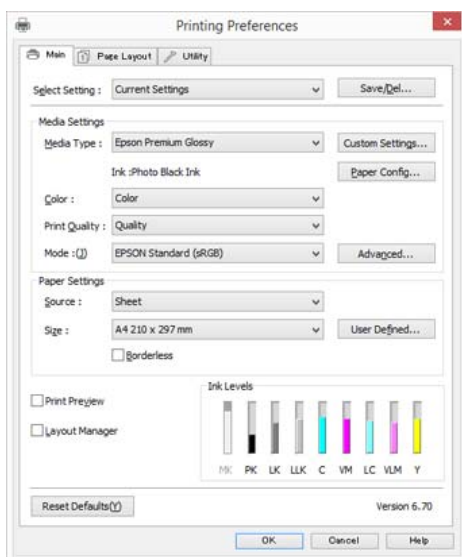 Printing Preferences
Main Page Layout Utility
Select Setting : Current Settings Save/Del...
Media Settings
Media Type : Epson Premium Glossy Custom Settings...
Ink :Photo Black Ink Paper Config...
Color : Color
Print Quality : Quality
Mode :(J) EPSON Standard (sRGB) Advanced...
Paper Settings
Source : Sheet
Size : A4 210 x 297 mm User Defined...
Borderless
Ink Levels
Print Preview
Layout Manager
MK PK LK LLK C VM LC VLM Y
Reset Defaults(Y) Version 6.70
OK Cancel Help